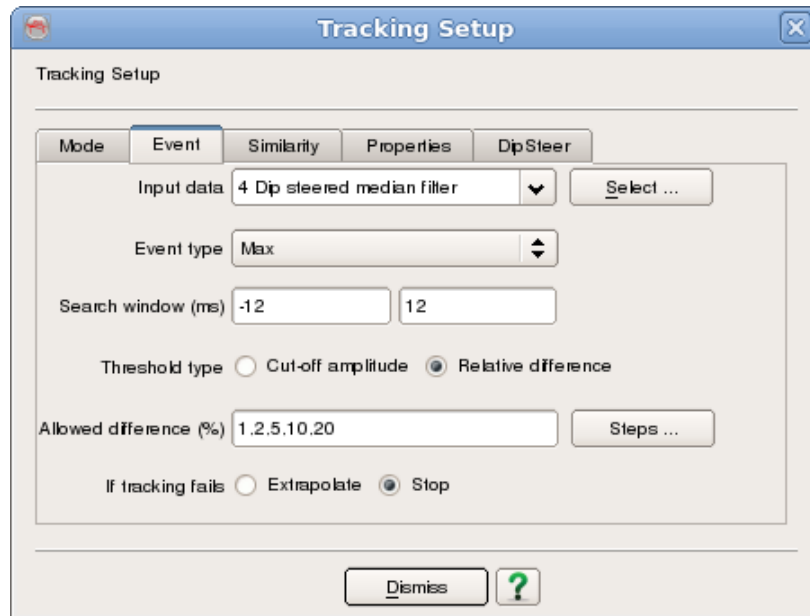 Tracking Setup
Tracking Setup
Mode Event Similarity Properties DipSteer
Input data 4 Dip steered median filter Select ...
Event type Max
Search window (ms) -12 12
Threshold type Cut-off amplitude Relative difference
Allowed difference (%) 1,2,5,10,20 Steps ...
If tracking fails Extrapolate Stop
Dismiss ?